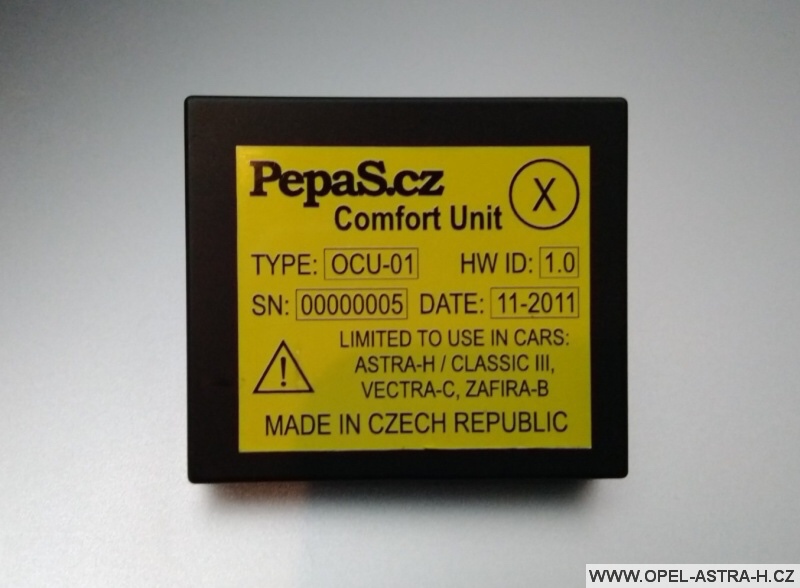 PepaS.cz
Comfort Unit
X
TYPE: OCU-01 HW ID: 1.0
SN: 00000005 DATE: 11-2011
LIMITED TO USE IN CARS:
ASTRA-H / CLASSIC III,
VECTRA-C, ZAFIRA-B
!
MADE IN CZECH REPUBLIC
WWW.OPEL-ASTRA-H.CZ